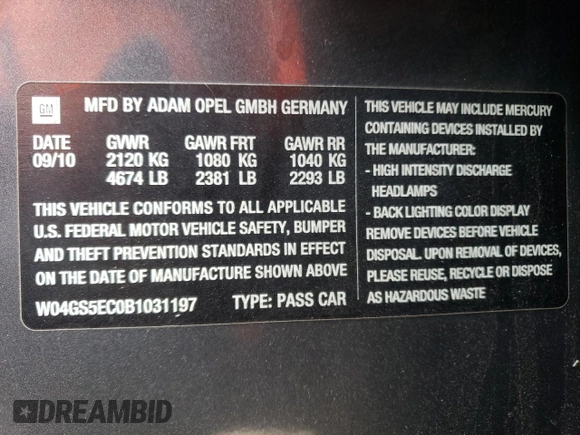 GM
MFD BY ADAM OPEL GMBH GERMANY
DATE GVWR GAWR FRT GAWR RR
09/10 2120 KG 1080 KG 1040 KG
4674 LB 2381 LB 2293 LB
THIS VEHICLE CONFORMS TO ALL APPLICABLE
U.S. FEDERAL MOTOR VEHICLE SAFETY, BUMPER
AND THEFT PREVENTION STANDARDS IN EFFECT
ON THE DATE OF MANUFACTURE SHOWN ABOVE
W04GS5EC0B1031197 TYPE: PASS CAR
THIS VEHICLE MAY INCLUDE MERCURY
CONTAINING DEVICES INSTALLED BY
THE MANUFACTURER:
- HIGH INTENSITY DISCHARGE
HEADLAMPS
- BACK LIGHTING COLOR DISPLAY
REMOVE DEVICES BEFORE VEHICLE
DISPOSAL. UPON REMOVAL OF DEVICES,
PLEASE REUSE, RECYCLE OR DISPOSE
AS HAZARDOUS WASTE
DREAMBID